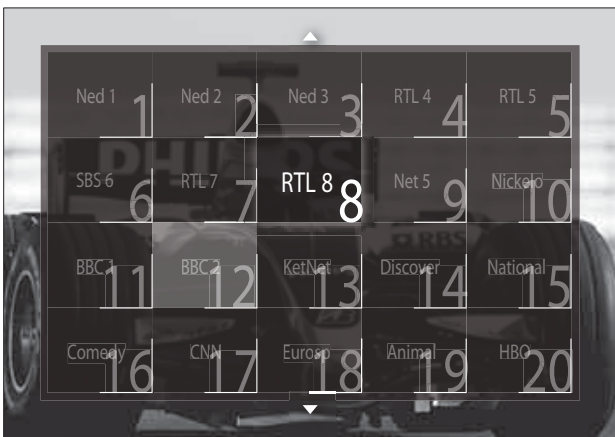 Ned 1 1 Ned 2 2 Ned 3 3 RTL 4 4 RTL 5 5
PHILIPS
SBS 6 6 RTL 7 7 RTL 8 8 Net 5 9 Nickelo 10
RBS
BBC 1 11 BBC 2 12 KetNet 13 Discover 14 National 15
Comedy 16 CNN 17 Eurosp 18 Animal 19 HBO 20